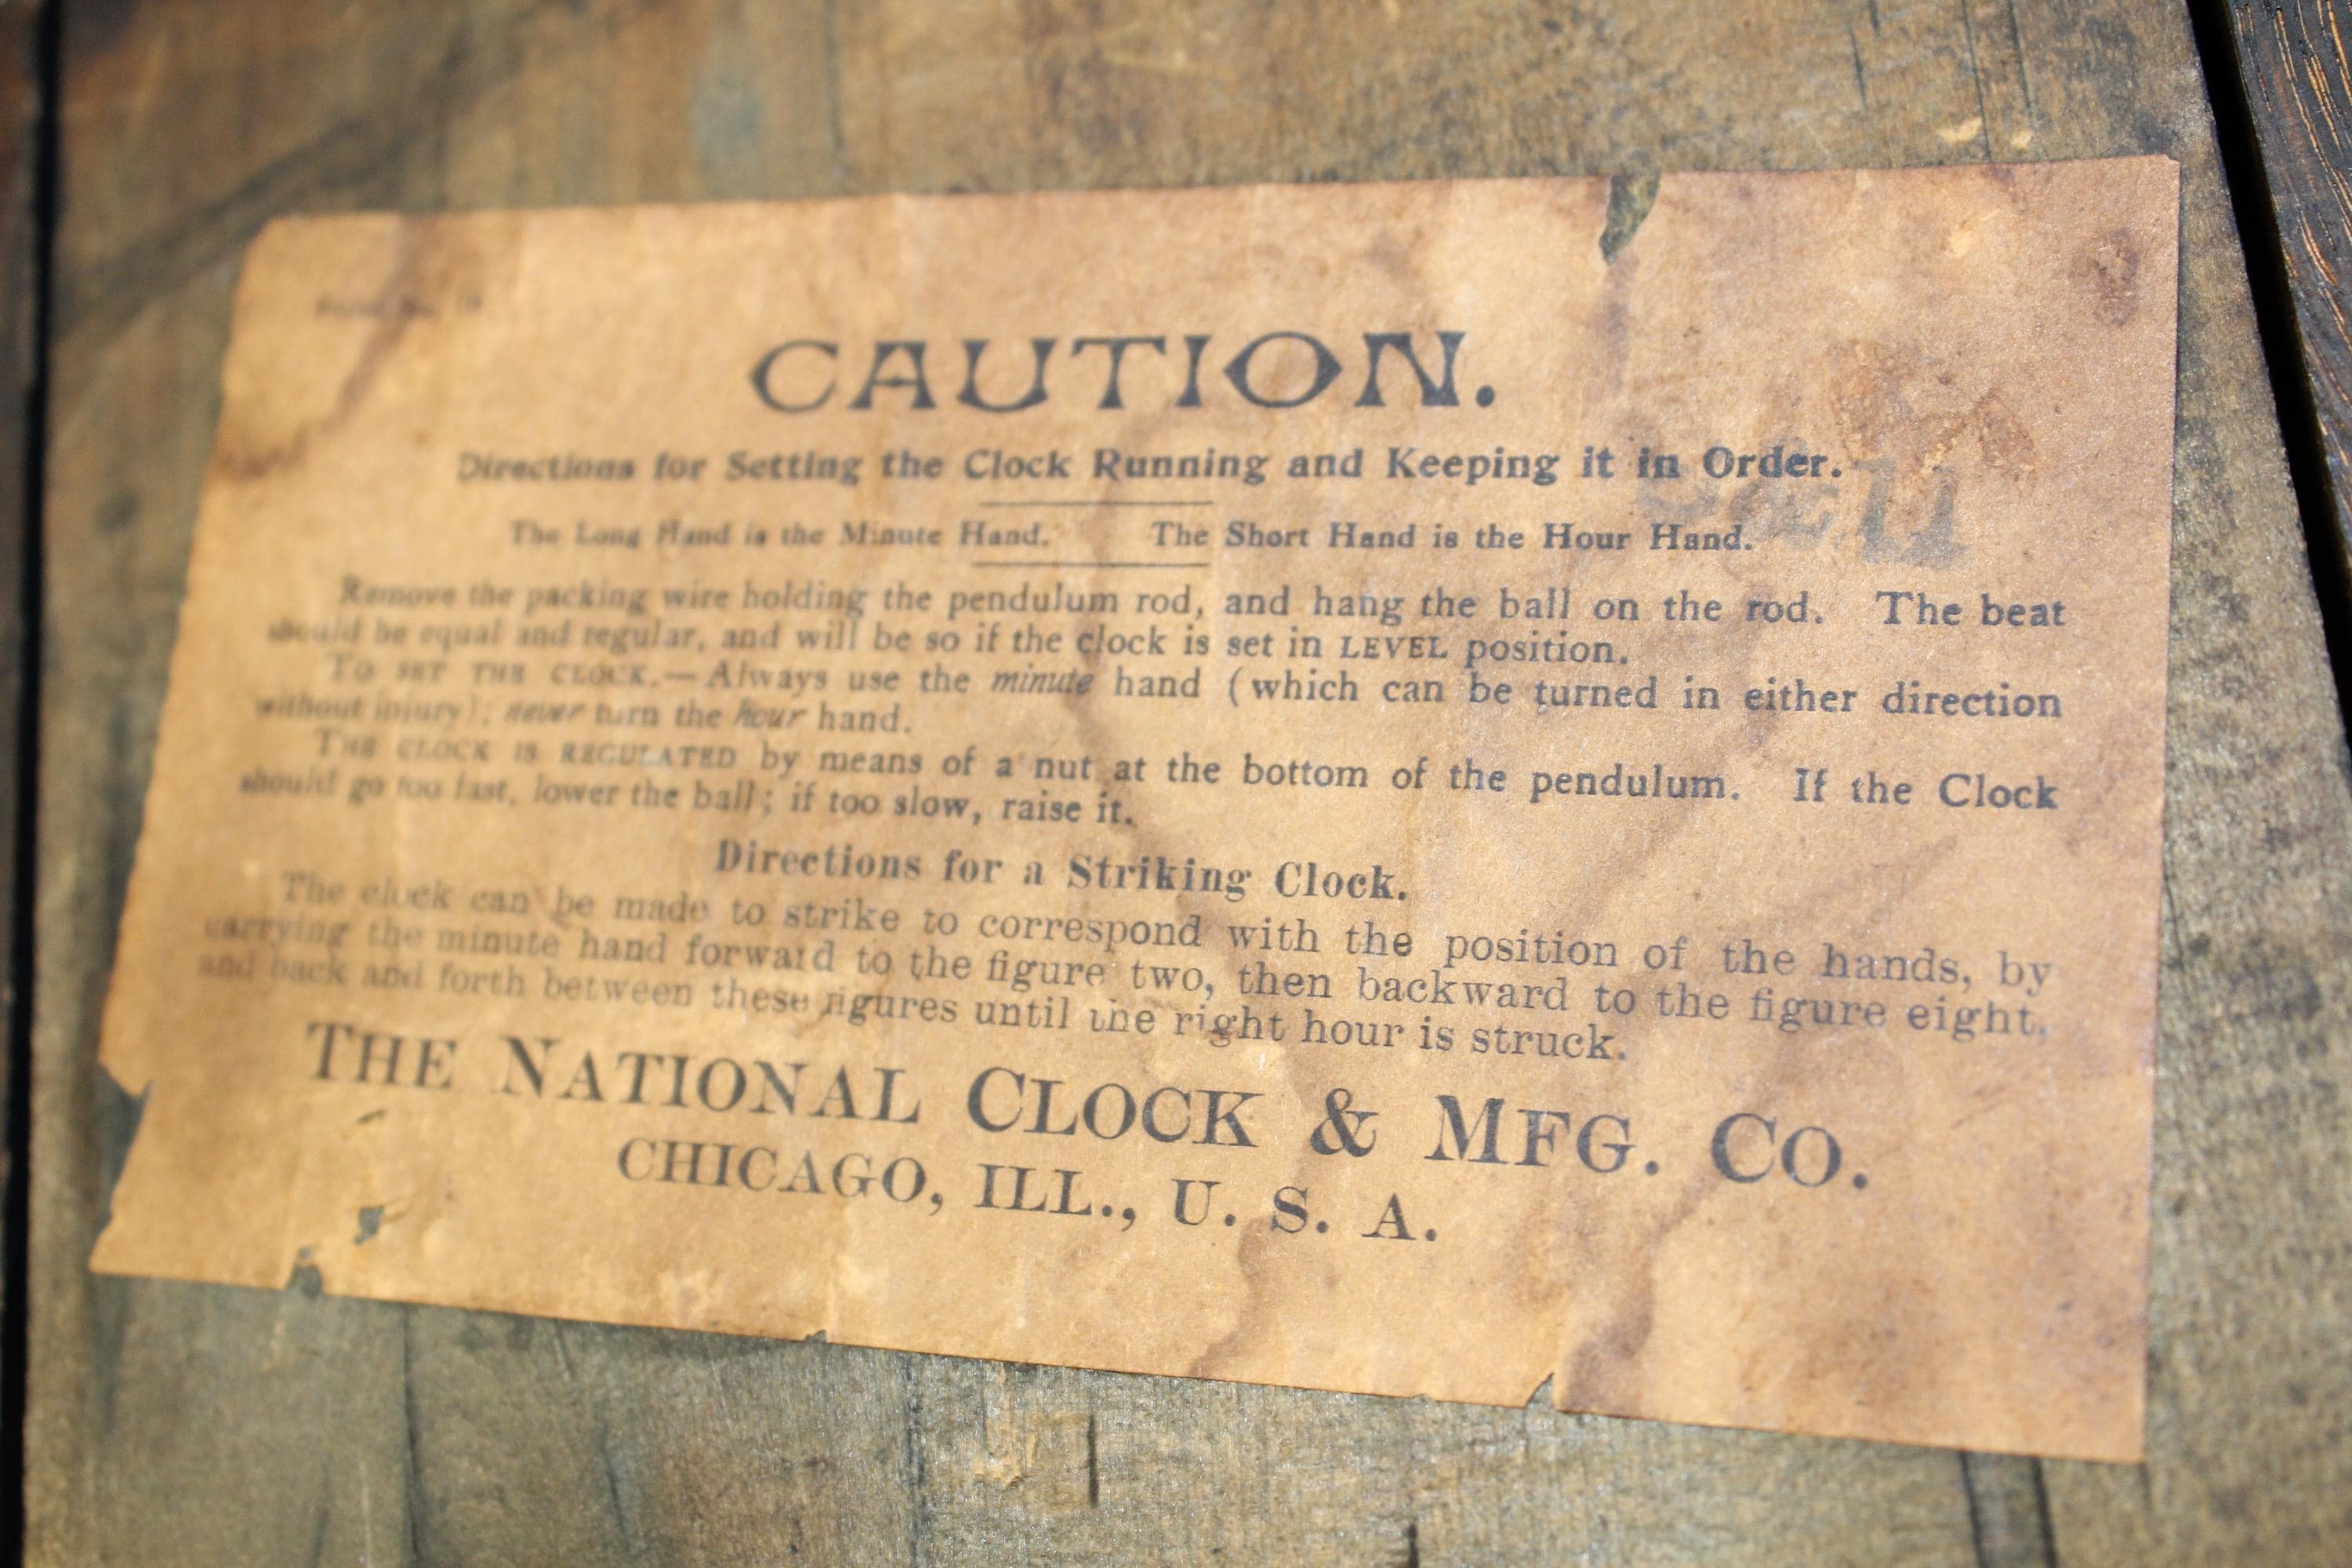 CAUTION.
Directions for Setting the Clock Running and Keeping it in Order.
The Long Hand is the Minute Hand. The Short Hand is the Hour Hand.
Remove the packing wire holding the pendulum rod, and hang the ball on the rod. The beat
should be equal and regular, and will be so if the clock is set in LEVEL position.
TO SET THE CLOCK.—Always use the minute hand (which can be turned in either direction
without injury); never turn the hour hand.
THE CLOCK IS REGULATED by means of a nut at the bottom of the pendulum. If the Clock
should go too fast, lower the ball; if too slow, raise it.
Directions for a Striking Clock.
The clock can be made to strike to correspond with the position of the hands, by
carrying the minute hand forward to the figure two, then backward to the figure eight,
and back and forth between these figures until the right hour is struck.
THE NATIONAL CLOCK & MFG. CO.
CHICAGO, ILL., U. S. A.